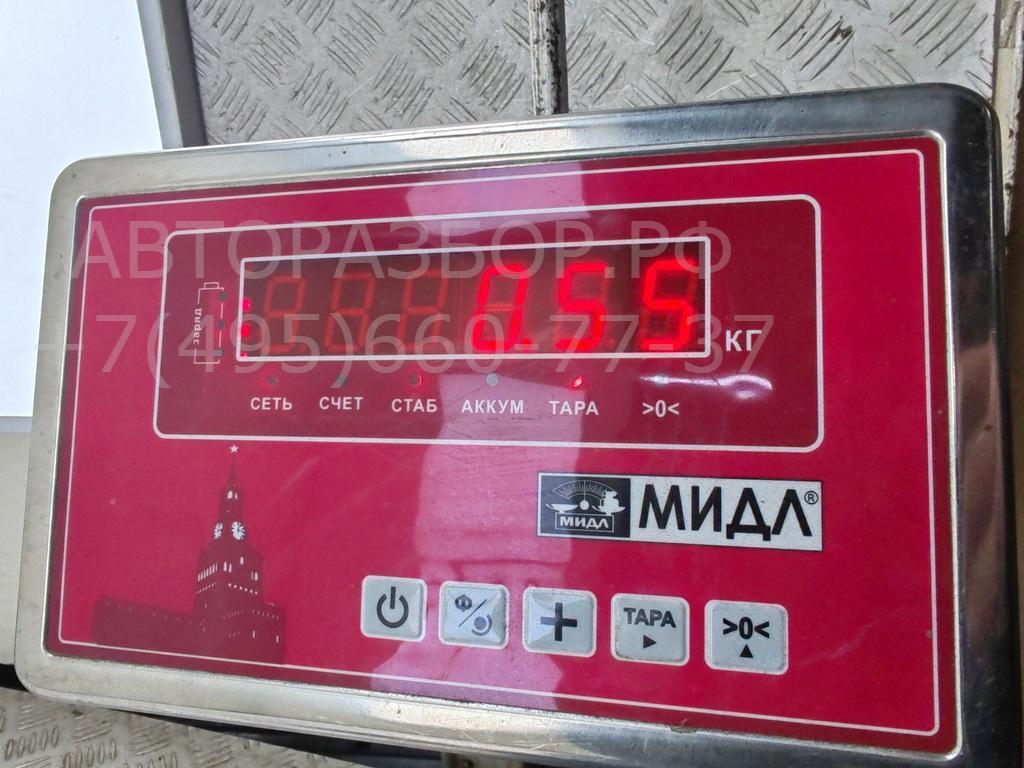 АВТОРАЗБОР.РФ
+7(495)660-77-37
заряд
0.55 КГ
СЕТЬ СЧЕТ СТАБ АККУМ ТАРА >0<
МИДЛ МИДЛ®
Ф ТАРА >0<